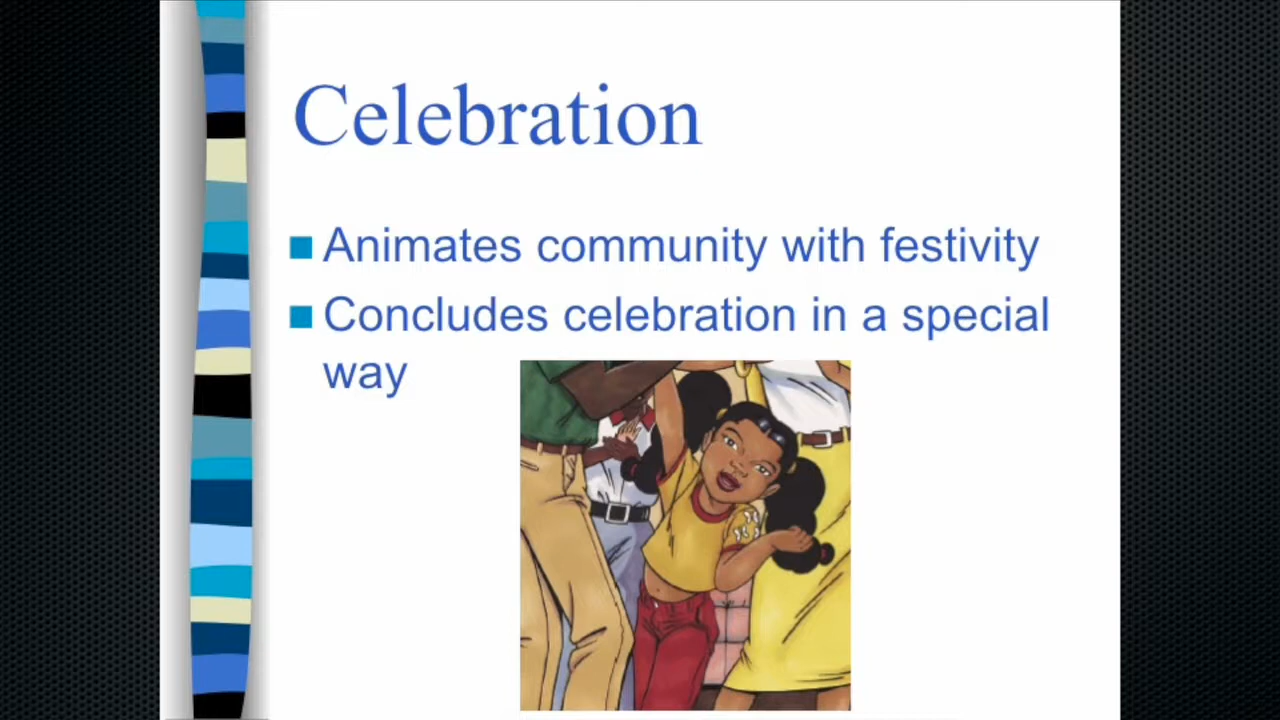 Celebration
Animates community with festivity
Concludes celebration in a special
way